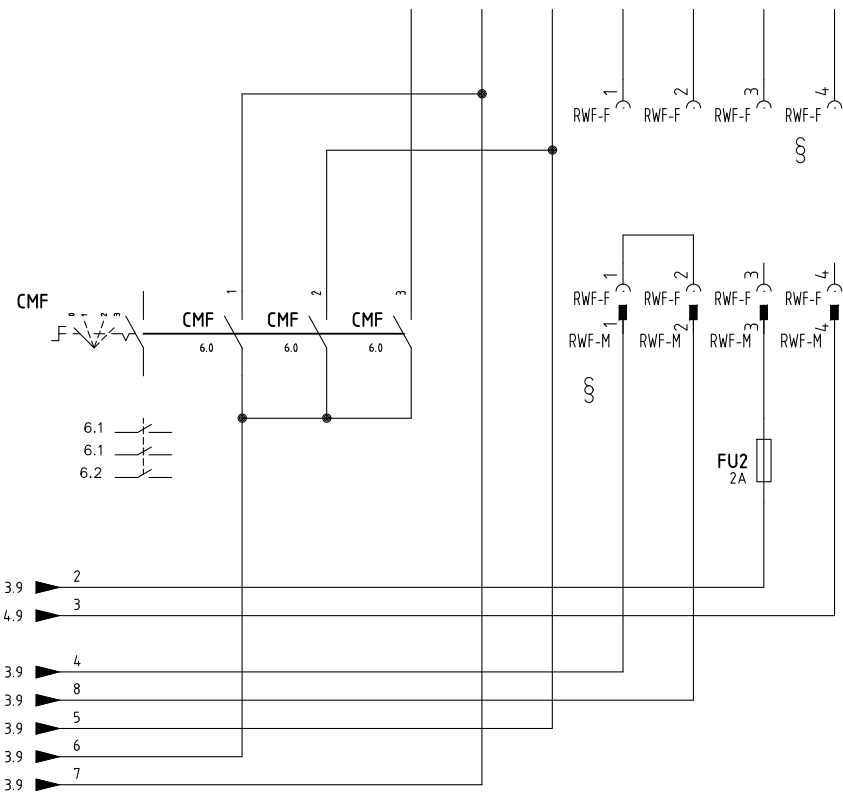 1 2 3 4
RWF-F RWF-F RWF-F RWF-F
§
1 2 3 4
RWF-F RWF-F RWF-F RWF-F
1 2 3 4
RWF-M RWF-M RWF-M RWF-M
§
CMF
0 1 2 3
1 2 3
CMF CMF CMF
6.0 6.0 6.0
6.1
6.1
6.2
FU2
2A
3.9 2
4.9 3
3.9 4
3.9 8
3.9 5
3.9 6
3.9 7